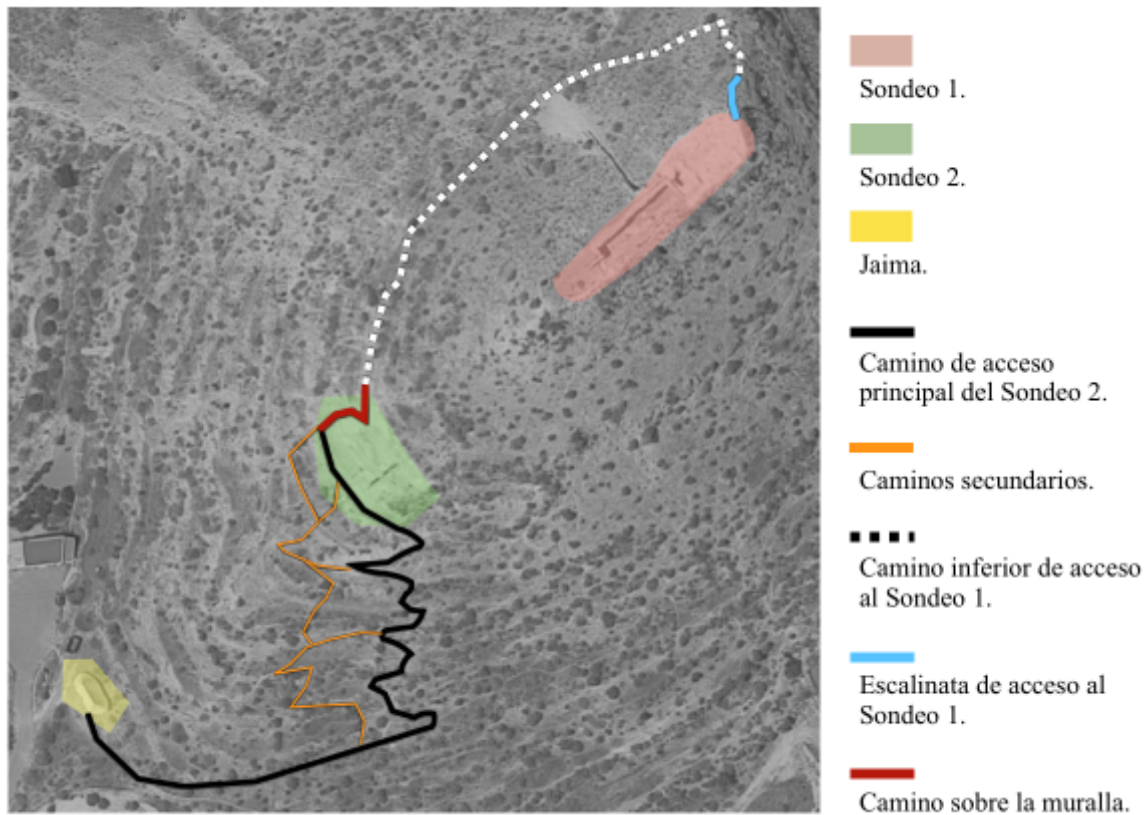 Sondeo 1.
Sondeo 2.
Jaima.
Camino de acceso
principal del Sondeo 2.
Caminos secundarios.
Camino inferior de acceso
al Sondeo 1.
Escalinata de acceso al
Sondeo 1.
Camino sobre la muralla.